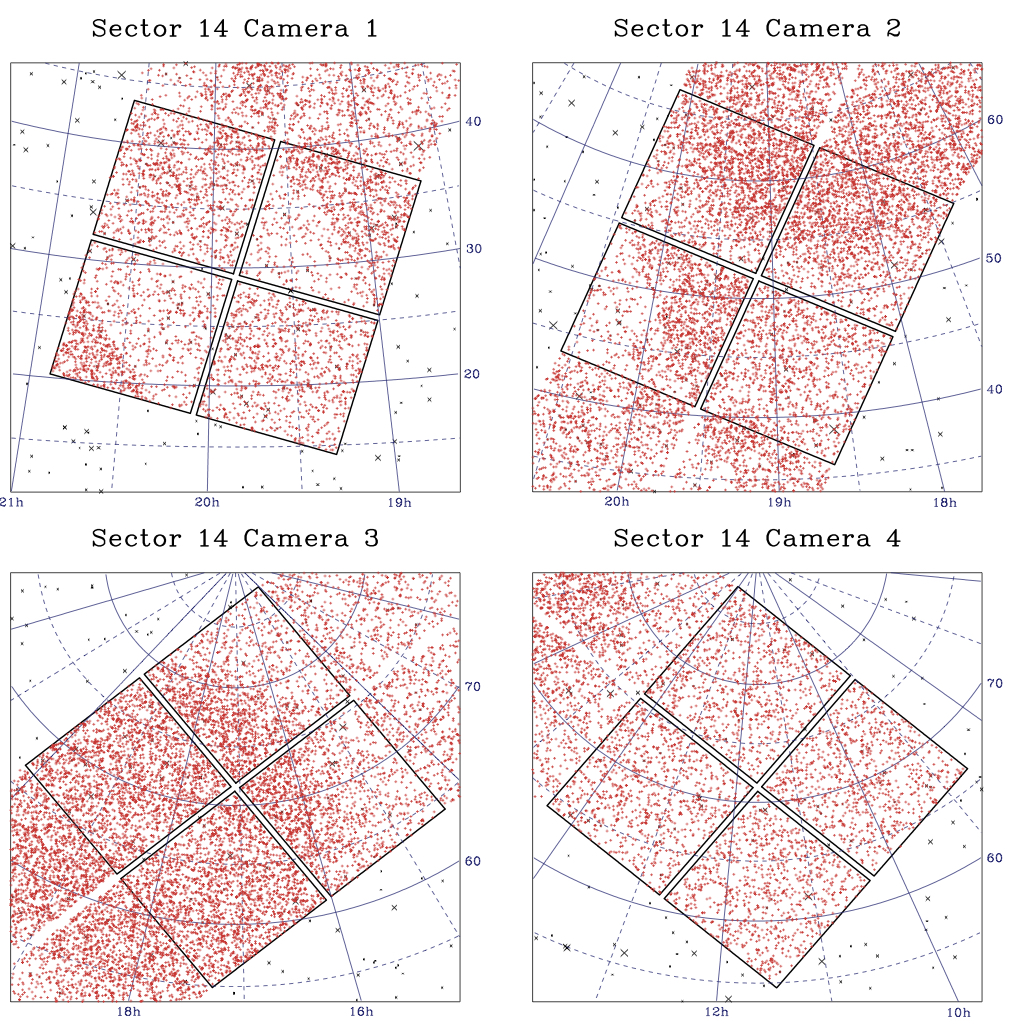 Sector 14 Camera 1
40
30
20
21h
20h
19h
Sector 14 Camera 2
60
50
40
20h
19h
18h
Sector 14 Camera 3
70
60
18h
16h
Sector 14 Camera 4
70
60
12h
10h